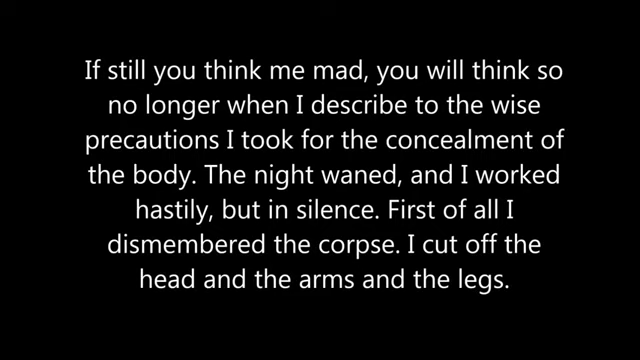 If still you think me mad, you will think so
no longer when I describe to the wise
precautions I took for the concealment of
the body. The night waned, and I worked
hastily, but in silence. First of all I
dismembered the corpse. I cut off the
head and the arms and the legs.